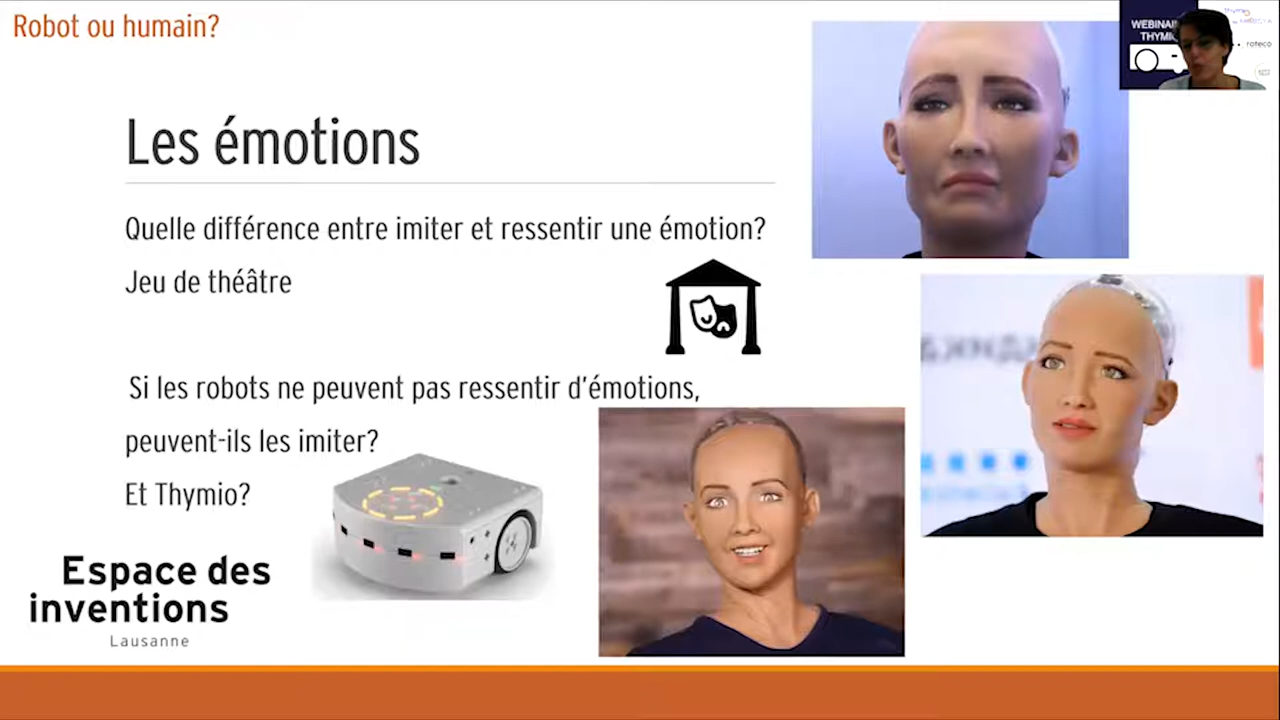 Robot ou humain?
WEBINAI
THYMIO
roteco
Les émotions
Quelle différence entre imiter et ressentir une émotion?
Jeu de théâtre
Si les robots ne peuvent pas ressentir d'émotions,
peuvent-ils les imiter?
Et Thymio?
Espace des
inventions
Lausanne